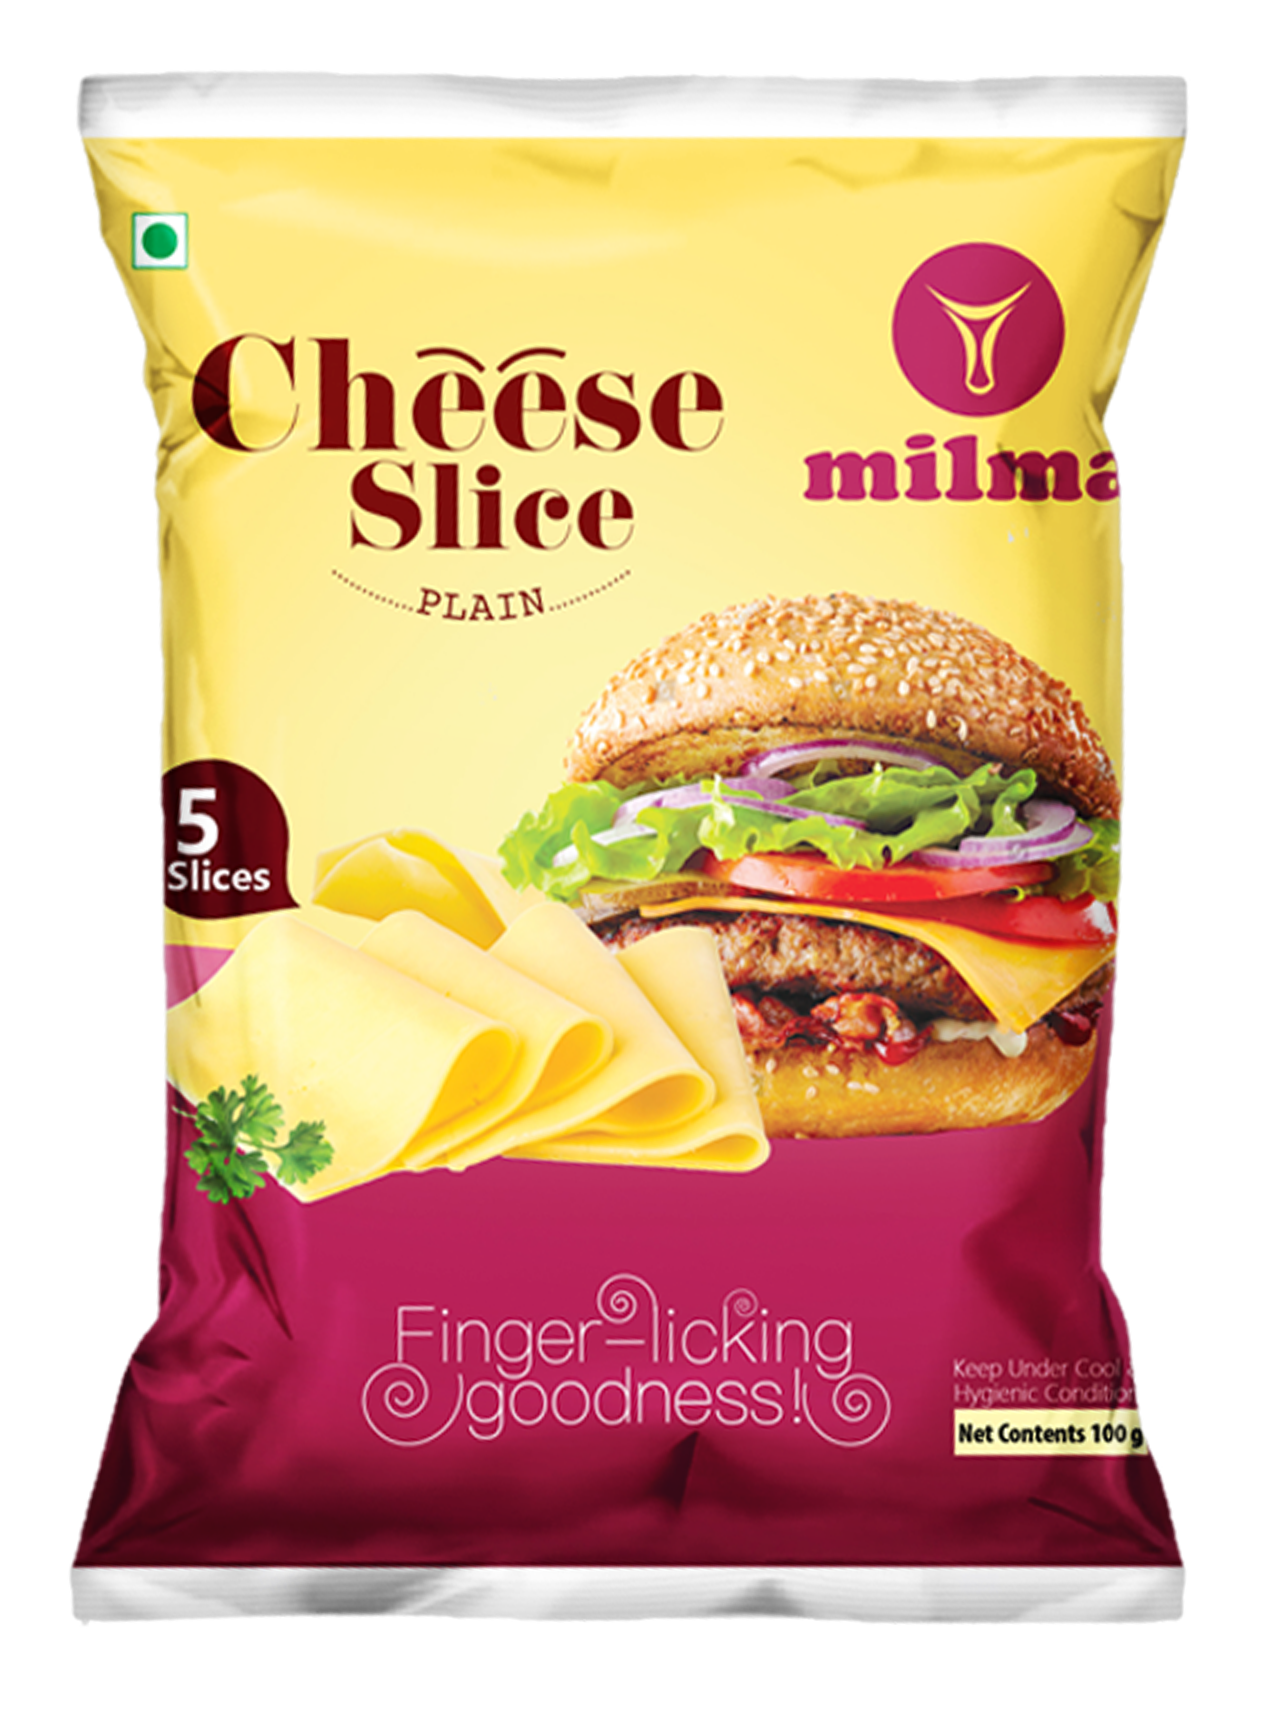 Cheese
Slice
PLAIN
milma
5
Slices
Finger-licking
goodness!
Keep Under Cool
Hygienic Condition
Net Contents 100 g